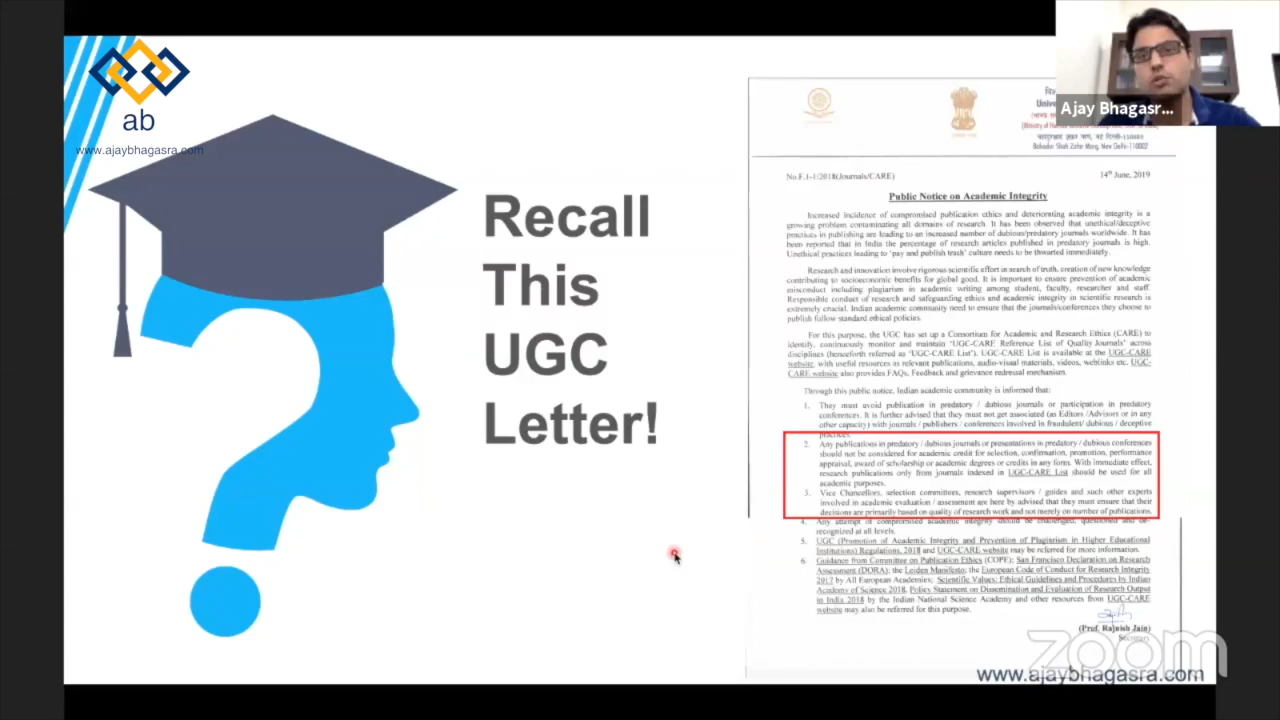 ab
www.ajaybhagasra.com
Recall
This
UGC
Letter!
Ajay Bhagasr...
Bahadur Shah Zafar Marg, New Delhi-110002
No.F.1-1/2018(Journals/CARE)
14th June, 2019
Public Notice on Academic Integrity
Increased incidence of compromised publication ethics and deteriorating academic integrity is a
growing problem contaminating all domains of research. It has been observed that unethical/deceptive
practices in publishing are leading to an increased number of dubious/predatory journals worldwide. It has
been reported that in India the percentage of research articles published in predatory journals is high.
Unethical practices leading to 'pay and publish trash' culture needs to be thwarted immediately.
Research and innovation involve rigorous scientific effort in search of truth, creation of new knowledge
contributing to socioeconomic benefits for global good. It is important to ensure prevention of academic
misconduct including plagiarism in academic writing among student, faculty, researcher and staff.
Responsible conduct of research and safeguarding ethics and academic integrity in scientific research is
extremely crucial. Indian academic community need to ensure that the journals/conferences they choose to
publish follow standard ethical policies.
For this purpose, the UGC has set up a Consortium for Academic and Research Ethics (CARE) to
identify, continuously monitor and maintain "UGC-CARE Reference List of Quality Journals" across
disciplines (henceforth referred as "UGC-CARE List"). UGC-CARE List is available at the UGC-CARE
website, with useful resources as relevant publications, audio-visual materials, videos, weblinks etc. UGC-
CARE website also provides FAQs, Feedback and grievance redressal mechanism.
Through this public notice, Indian academic community is informed that:
1. They must avoid publication in predatory / dubious journals or participation in predatory
conferences. It is further advised that they must not get associated (as Editors /Advisors or in any
other capacity) with journals / publishers / conferences involved in fraudulent/ dubious / deceptive
practices.
2. Any publications in predatory / dubious journals or presentations in predatory / dubious conferences
should not be considered for academic credit for selection, confirmation, promotion, performance
appraisal, award of scholarship or academic degrees or credits in any form. With immediate effect,
research publications only from journals indexed in UGC-CARE List should be used for all
academic purposes.
3. Vice Chancellors, selection committees, research supervisors / guides and such other experts
involved in academic evaluation / assessment are here by advised that they must ensure that their
decisions are primarily based on quality of research work and not merely on number of publications.
4. Any attempt of compromised academic integrity should be challenged, questioned and de-
recognized at all levels.
5. UGC (Promotion of Academic Integrity and Prevention of Plagiarism in Higher Educational
Institutions) Regulations, 2018 and UGC-CARE website may be referred for more information.
6. Guidance from Committee on Publication Ethics (COPE); San Francisco Declaration on Research
Assessment (DORA); the Leiden Manifesto; the European Code of Conduct for Research Integrity
2017 by All European Academies; Scientific Values: Ethical Guidelines and Procedures by Indian
Academy of Science 2018, Policy Statement on Dissemination and Evaluation of Research Output
in India 2018 by the Indian National Science Academy and other resources from UGC-CARE
website may also be referred for this purpose.
(Prof. Rajnish Jain)
Secretary
zoom
www.ajaybhagasra.com